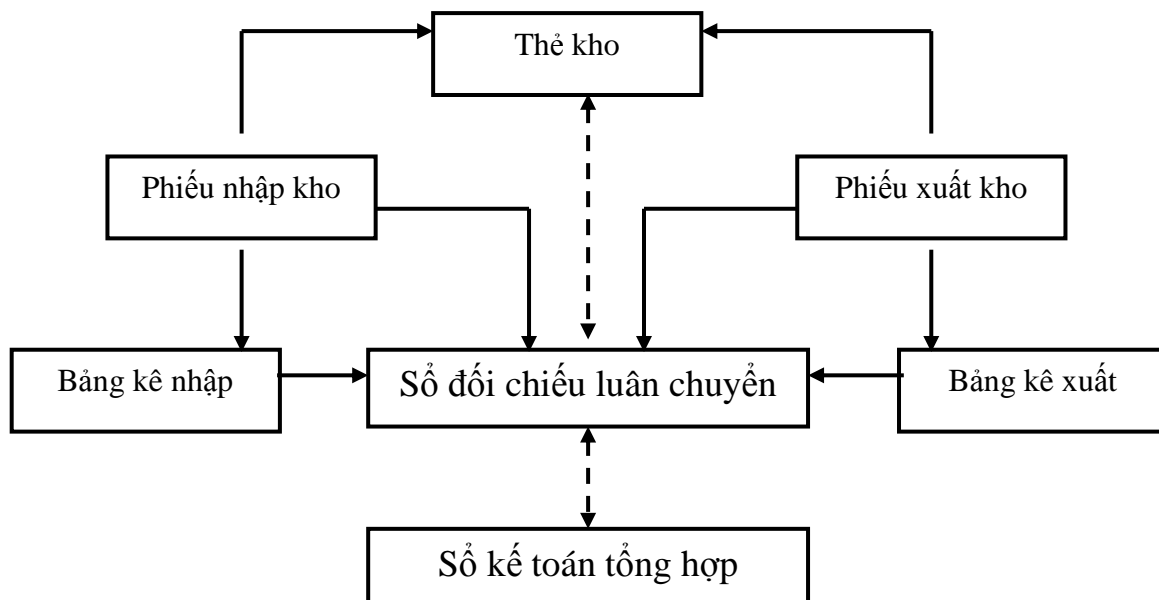 Thẻ kho
Phiếu nhập kho
Phiếu xuất kho
Bảng kê nhập
Sổ đối chiếu luân chuyển
Bảng kê xuất
Sổ kế toán tổng hợp